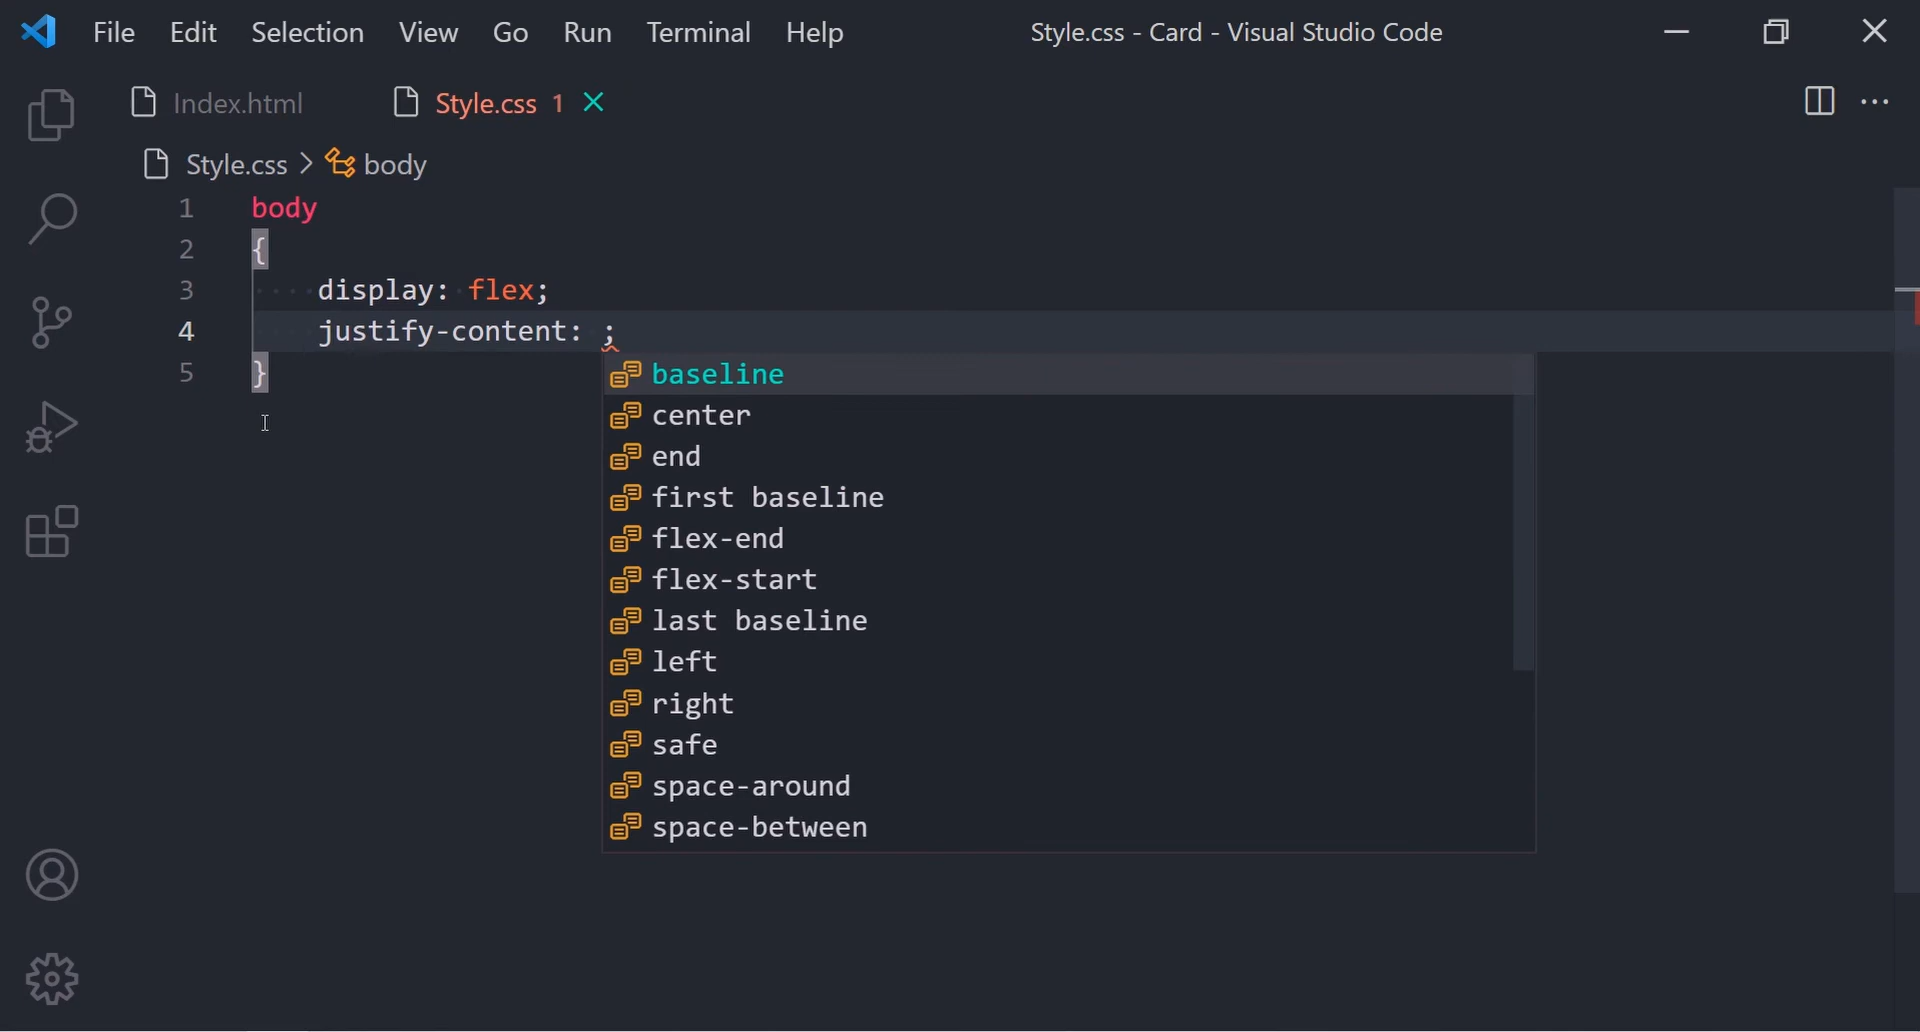 File Edit Selection View Go Run Terminal Help Style.css - Card - Visual Studio Code
Index.html Style.css 1
Style.css > body
1 body
2 {
3 display: flex;
4 justify-content: ;
5 }
baseline
center
end
first baseline
flex-end
flex-start
last baseline
left
right
safe
space-around
space-between